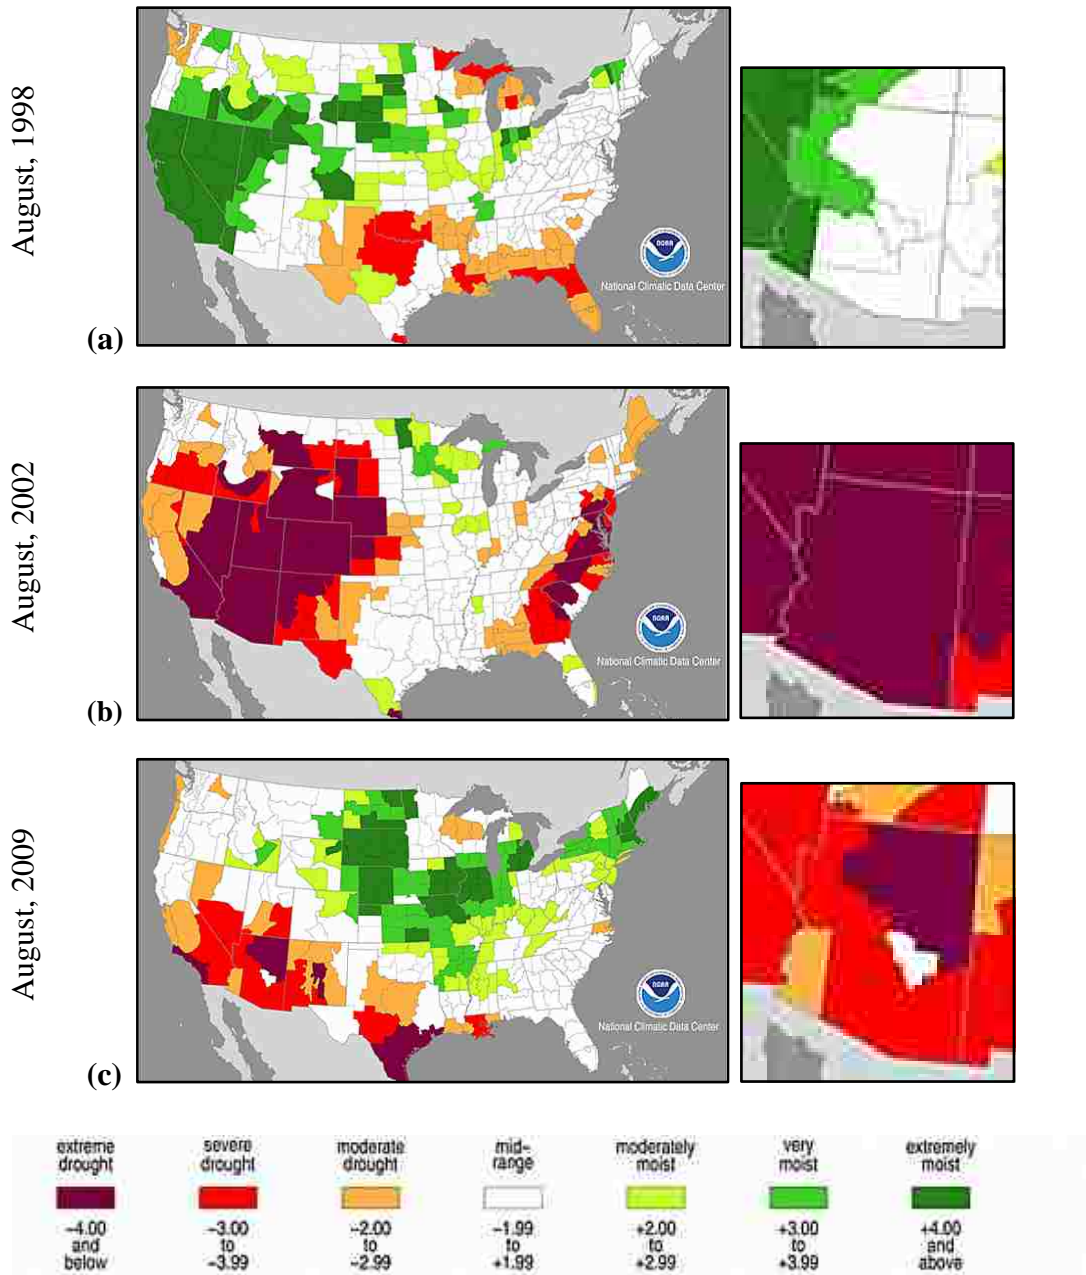 August, 1998
NOAA
National Climatic Data Center
(a)
August, 2002
NOAA
National Climatic Data Center
(b)
August, 2009
NOAA
National Climatic Data Center
(c)
extreme drought
severe drought
moderate drought
mid-range
moderately moist
very moist
extremely moist
-4.00 and below
-3.00 to -3.99
-2.00 to -2.99
-1.99 to +1.99
+2.00 to +2.99
+3.00 to +3.99
+4.00 and above